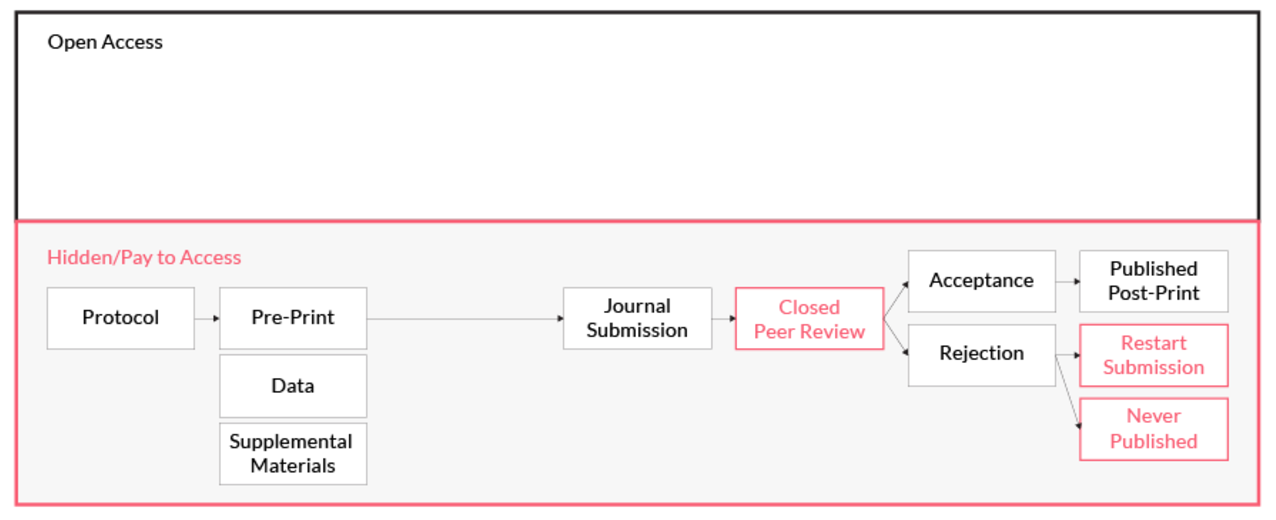 Open Access
Hidden/Pay to Access
Protocol
Pre-Print
Data
Supplemental
Materials
Journal
Submission
Closed
Peer Review
Acceptance
Rejection
Published
Post-Print
Restart
Submission
Never
Published